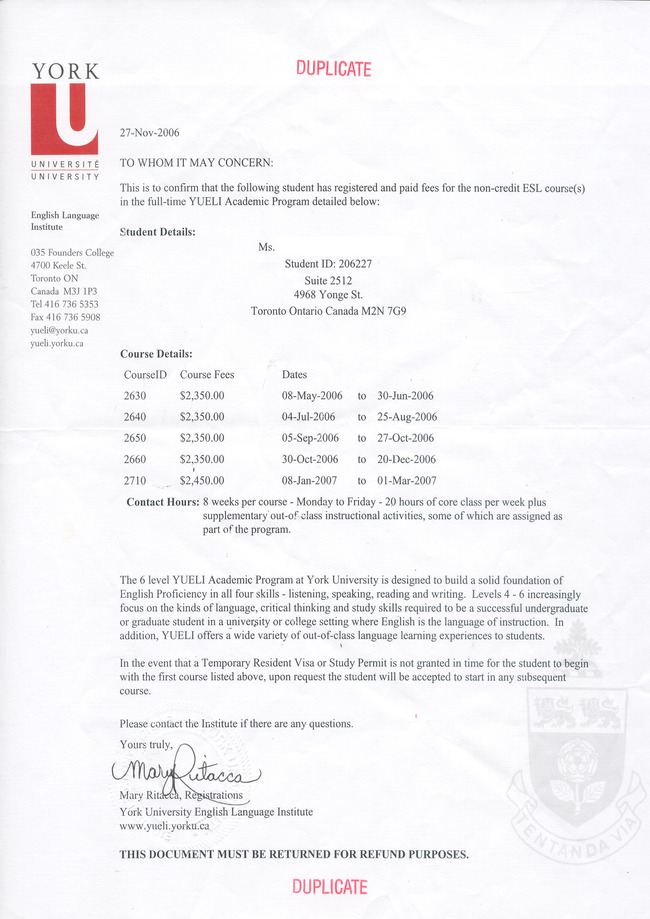 DUPLICATE
YORK
U
UNIVERSITÉ
UNIVERSITY
English Language
Institute
035 Founders College
4700 Keele St.
Toronto ON
Canada M3J 1P3
Tel 416 736 5353
Fax 416 736 5908
yueli@yorku.ca
yueli.yorku.ca
27-Nov-2006
TO WHOM IT MAY CONCERN:
This is to confirm that the following student has registered and paid fees for the non-credit ESL course(s)
in the full-time YUELI Academic Program detailed below:
Student Details:
Ms.
Student ID: 206227
Suite 2512
4968 Yonge St.
Toronto Ontario Canada M2N 7G9
Course Details:
CourseID Course Fees Dates
2630 $2,350.00 08-May-2006 to 30-Jun-2006
2640 $2,350.00 04-Jul-2006 to 25-Aug-2006
2650 $2,350.00 05-Sep-2006 to 27-Oct-2006
2660 $2,350.00 30-Oct-2006 to 20-Dec-2006
2710 $2,450.00 08-Jan-2007 to 01-Mar-2007
Contact Hours: 8 weeks per course - Monday to Friday - 20 hours of core class per week plus
supplementary out-of-class instructional activities, some of which are assigned as
part of the program.
The 6 level YUELI Academic Program at York University is designed to build a solid foundation of
English Proficiency in all four skills - listening, speaking, reading and writing. Levels 4 - 6 increasingly
focus on the kinds of language, critical thinking and study skills required to be a successful undergraduate
or graduate student in a university or college setting where English is the language of instruction. In
addition, YUELI offers a wide variety of out-of-class language learning experiences to students.
In the event that a Temporary Resident Visa or Study Permit is not granted in time for the student to begin
with the first course listed above, upon request the student will be accepted to start in any subsequent
course.
Please contact the Institute if there are any questions.
Yours truly,
Mary Ritacca
Mary Ritacca, Registrations
York University English Language Institute
www.yueli.yorku.ca
TENTANDA VIA
THIS DOCUMENT MUST BE RETURNED FOR REFUND PURPOSES.
DUPLICATE